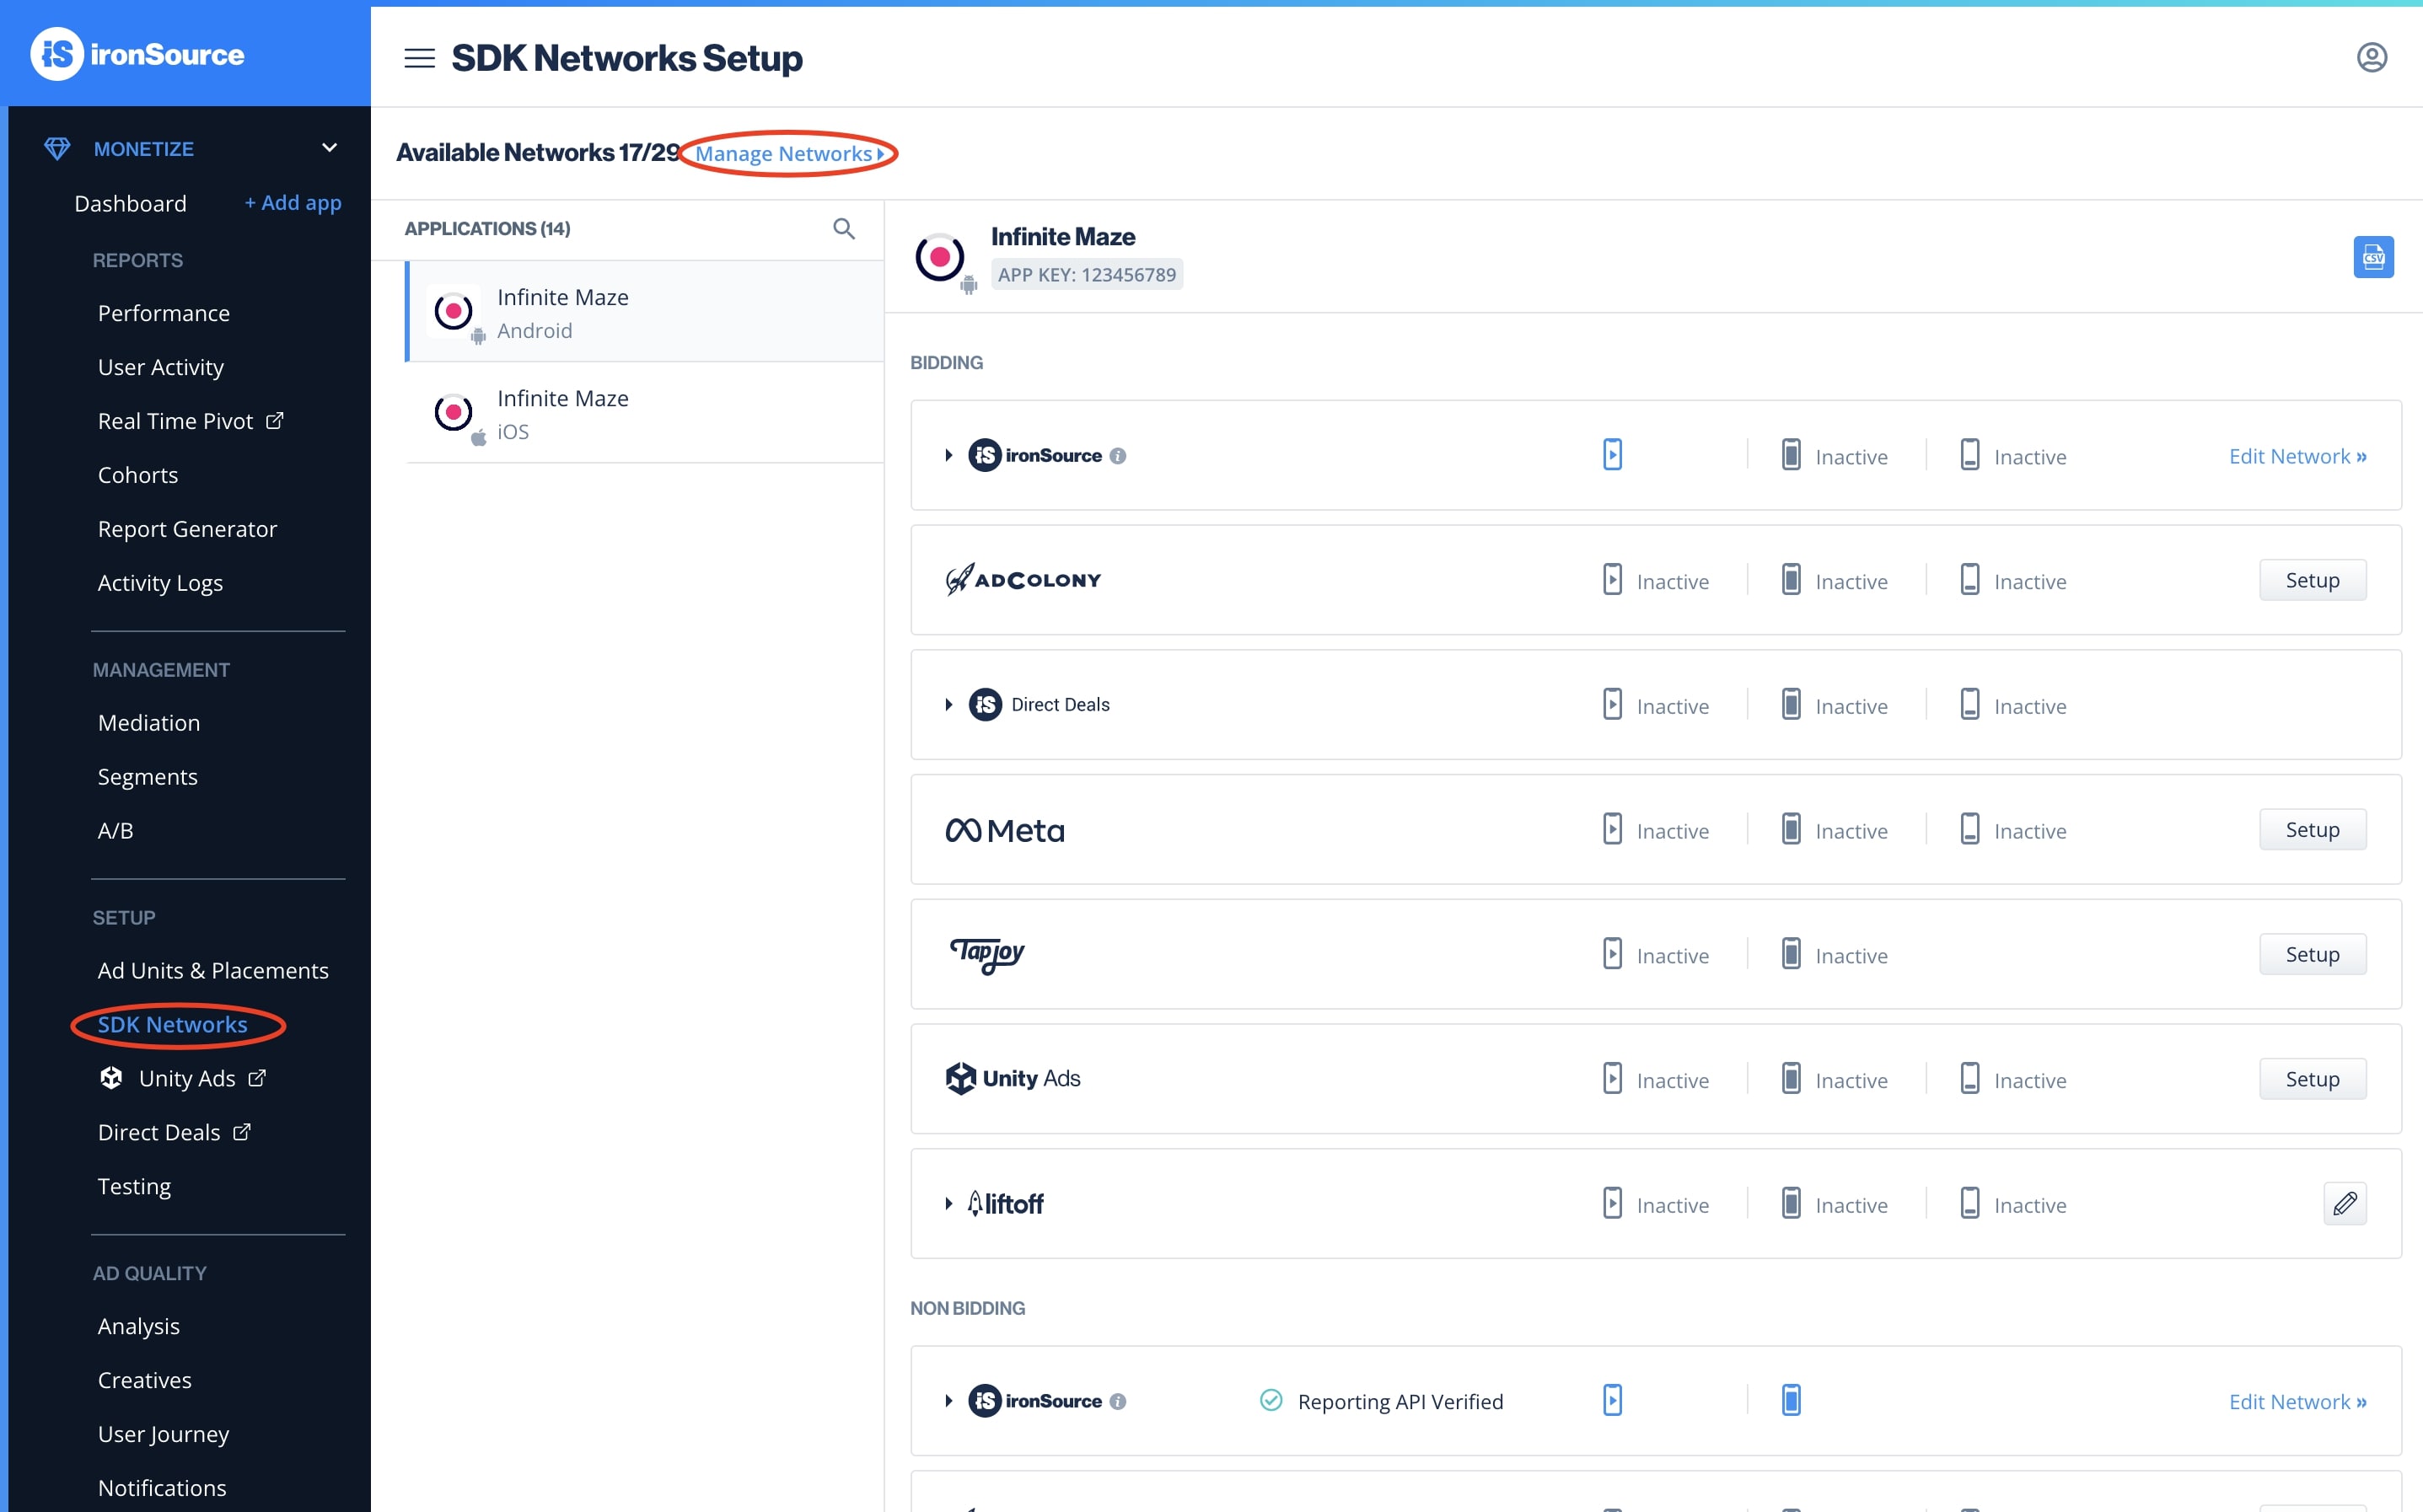 iS ironSource
SDK Networks Setup
MONETIZE
Dashboard
+ Add app
REPORTS
Performance
User Activity
Real Time Pivot
Cohorts
Report Generator
Activity Logs
MANAGEMENT
Mediation
Segments
A/B
SETUP
Ad Units & Placements
SDK Networks
Unity Ads
Direct Deals
Testing
AD QUALITY
Analysis
Creatives
User Journey
Notifications
Available Networks 17/29 Manage Networks
APPLICATIONS (14)
Infinite Maze
Android
Infinite Maze
iOS
Infinite Maze
APP KEY: 123456789
CSV
BIDDING
iS ironSource i Inactive Inactive Edit Network »
ADCOLONY Inactive Inactive Inactive Setup
iS Direct Deals Inactive Inactive Inactive
Meta Inactive Inactive Inactive Setup
Tapjoy Inactive Inactive Setup
Unity Ads Inactive Inactive Inactive Setup
liftoff Inactive Inactive Inactive
NON BIDDING
iS ironSource i Reporting API Verified Edit Network »